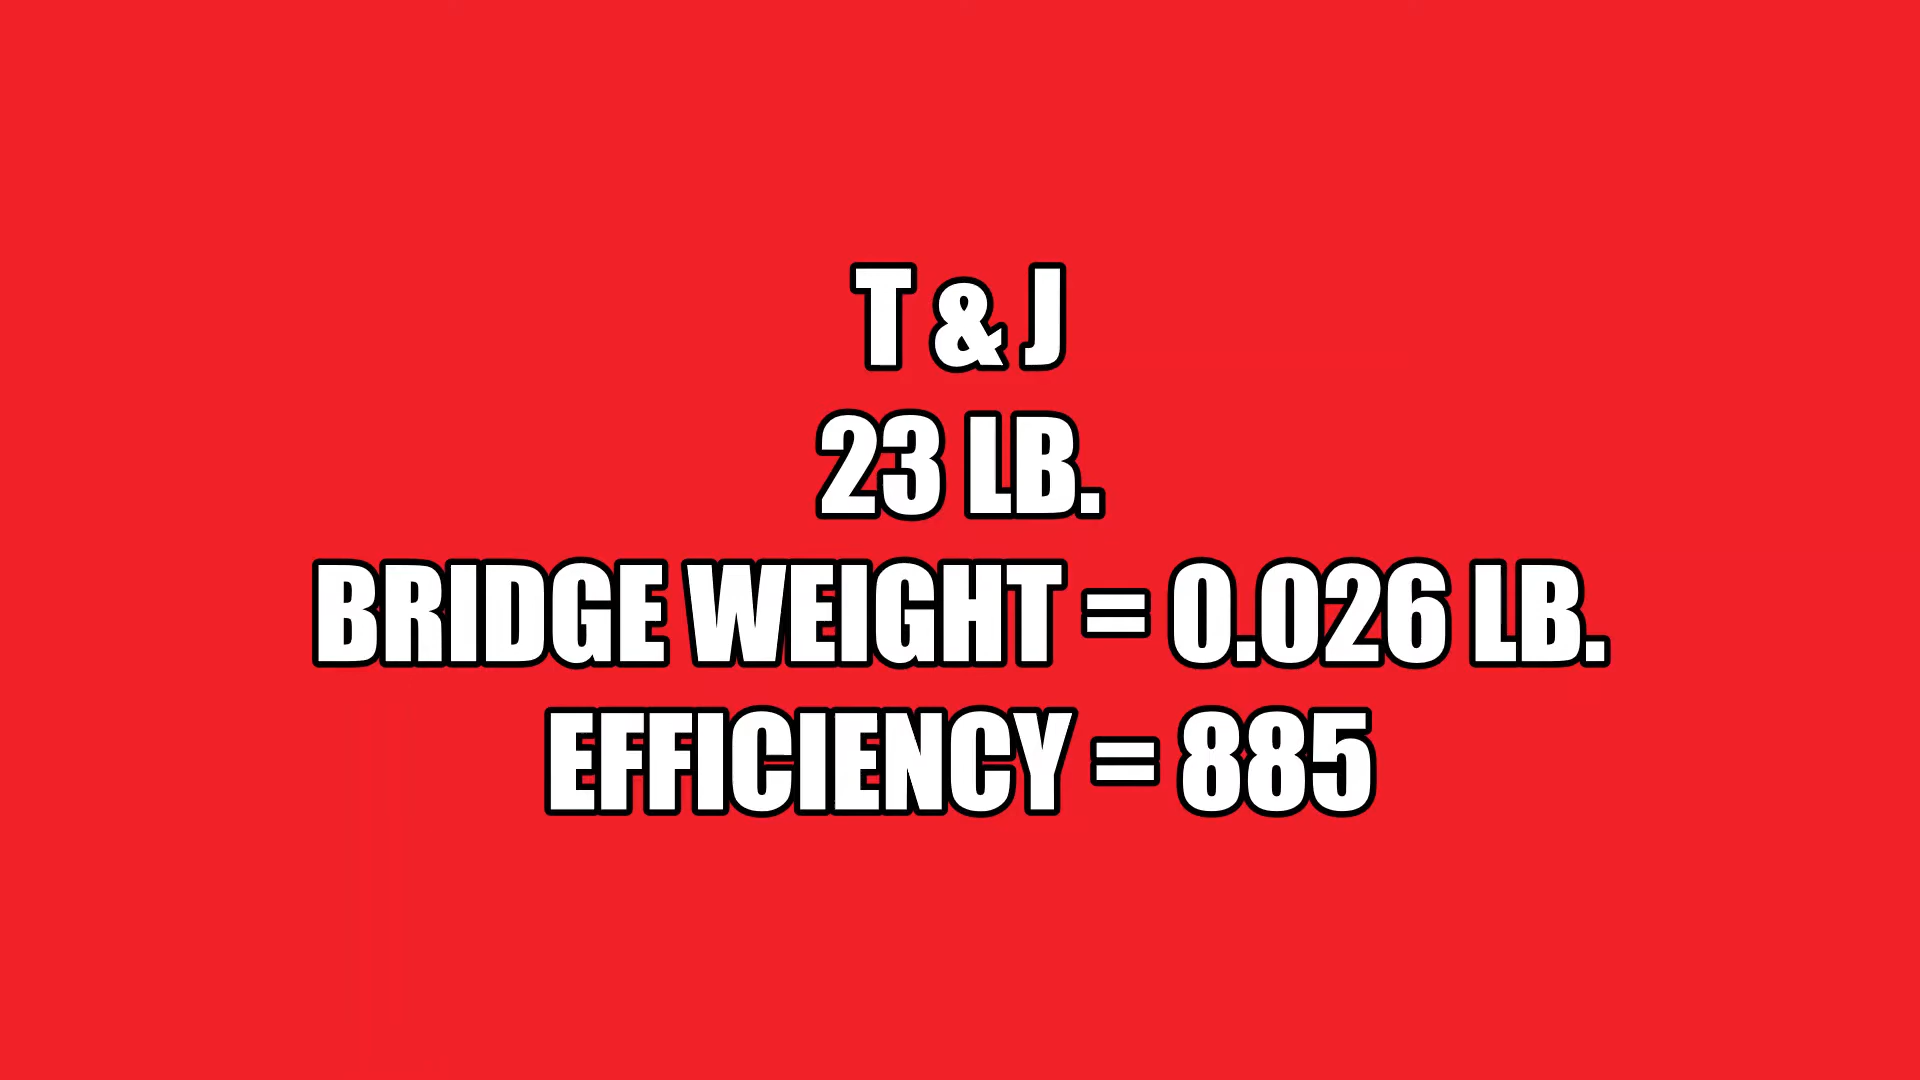 T & J
23 LB.
BRIDGE WEIGHT = 0.026 LB.
EFFICIENCY = 885